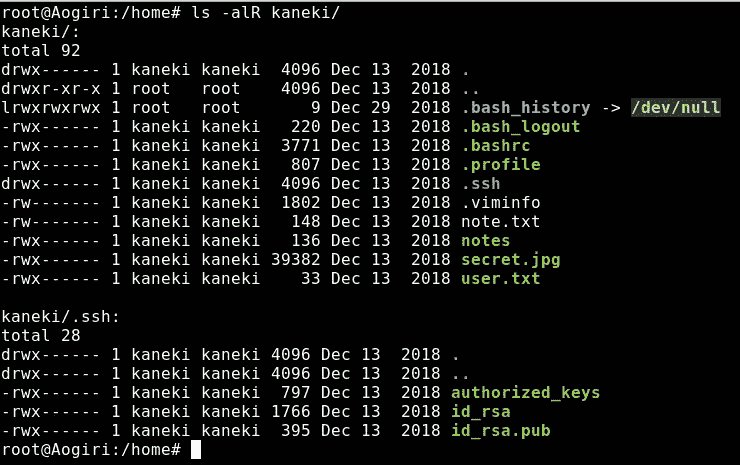 root@Aogiri:/home# ls -alR kaneki/
kaneki/:
total 92
drwx------ 1 kaneki kaneki  4096 Dec 13  2018 .
drwxr-xr-x 1 root   root    4096 Dec 13  2018 ..
lrwxrwxrwx 1 root   root       9 Dec 29  2018 .bash_history -> /dev/null
-rwx------ 1 kaneki kaneki   220 Dec 13  2018 .bash_logout
-rwx------ 1 kaneki kaneki  3771 Dec 13  2018 .bashrc
-rwx------ 1 kaneki kaneki   807 Dec 13  2018 .profile
drwx------ 1 kaneki kaneki  4096 Dec 13  2018 .ssh
-rw------- 1 kaneki kaneki  1802 Dec 13  2018 .viminfo
-rw------- 1 kaneki kaneki   148 Dec 13  2018 note.txt
-rwx------ 1 kaneki kaneki   136 Dec 13  2018 notes
-rwx------ 1 kaneki kaneki 39382 Dec 13  2018 secret.jpg
-rwx------ 1 kaneki kaneki    33 Dec 13  2018 user.txt

kaneki/.ssh:
total 28
drwx------ 1 kaneki kaneki 4096 Dec 13  2018 .
drwx------ 1 kaneki kaneki 4096 Dec 13  2018 ..
-rwx------ 1 kaneki kaneki  797 Dec 13  2018 authorized_keys
-rwx------ 1 kaneki kaneki 1766 Dec 13  2018 id_rsa
-rwx------ 1 kaneki kaneki  395 Dec 13  2018 id_rsa.pub
root@Aogiri:/home#